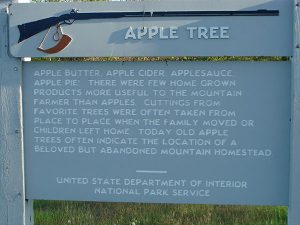 APPLE TREE
APPLE BUTTER, APPLE CIDER, APPLESAUCE,
APPLE PIE: THERE WERE FEW HOME GROWN
PRODUCTS MORE USEFUL TO THE MOUNTAIN
FARMER THAN APPLES. CUTTINGS FROM
FAVORITE TREES WERE OFTEN TAKEN FROM
PLACE TO PLACE WHEN THE FAMILY MOVED OR
CHILDREN LEFT HOME. TODAY OLD APPLE
TREES OFTEN INDICATE THE LOCATION OF A
BELOVED BUT ABANDONED MOUNTAIN HOMESTEAD.
UNITED STATE DEPARTMENT OF INTERIOR
NATIONAL PARK SERVICE